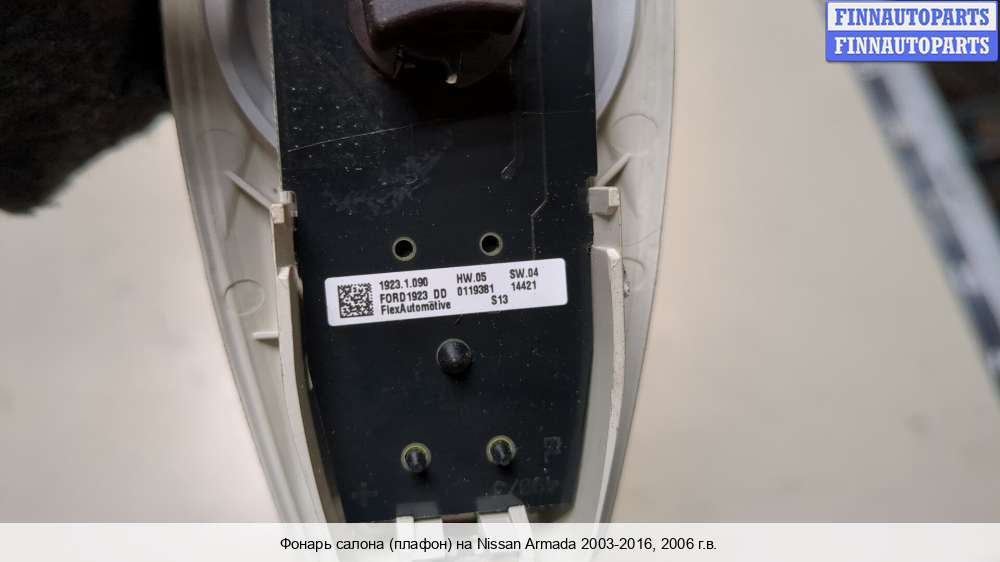 FINNAUTOPARTS
FINNAUTOPARTS
1923.1.090 HW.05 SW.04
FORD1923 DD 0119381 14421
FlexAutomotive S13
Фонарь салона (плафон) на Nissan Armada 2003-2016, 2006 г.в.